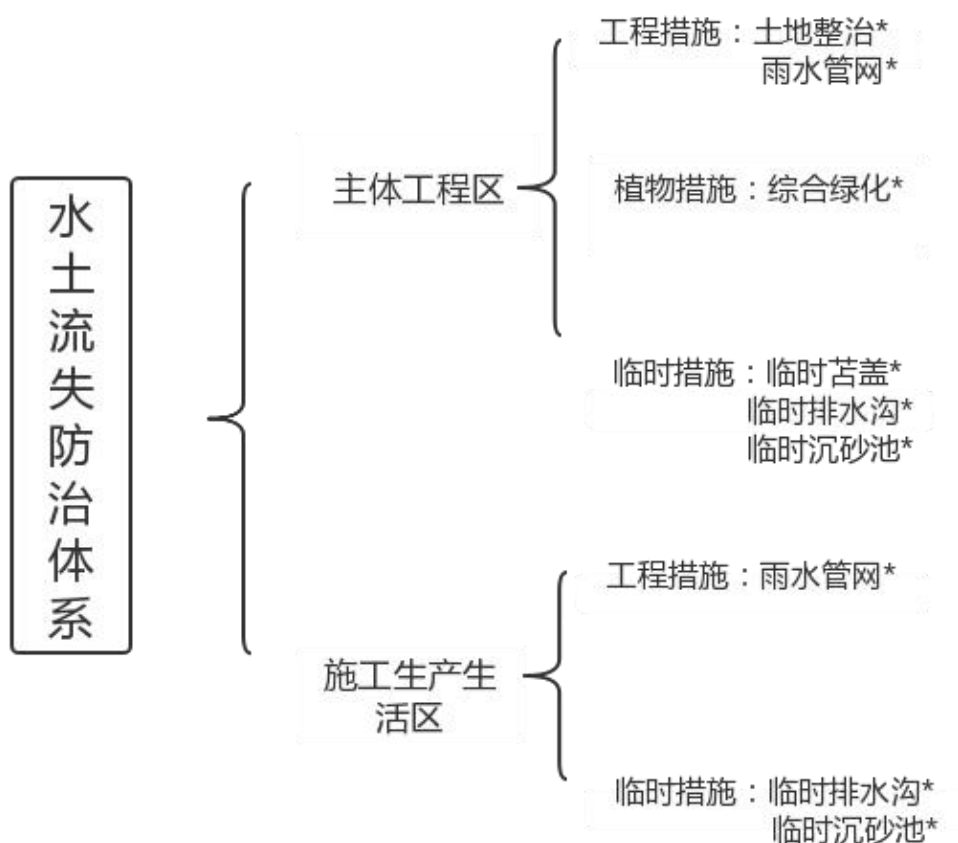 水土流失防治体系
主体工程区
工程措施：土地整治*
雨水管网*
植物措施：综合绿化*
临时措施：临时苫盖*
临时排水沟*
临时沉砂池*
施工生产生
活区
工程措施：雨水管网*
临时措施：临时排水沟*
临时沉砂池*